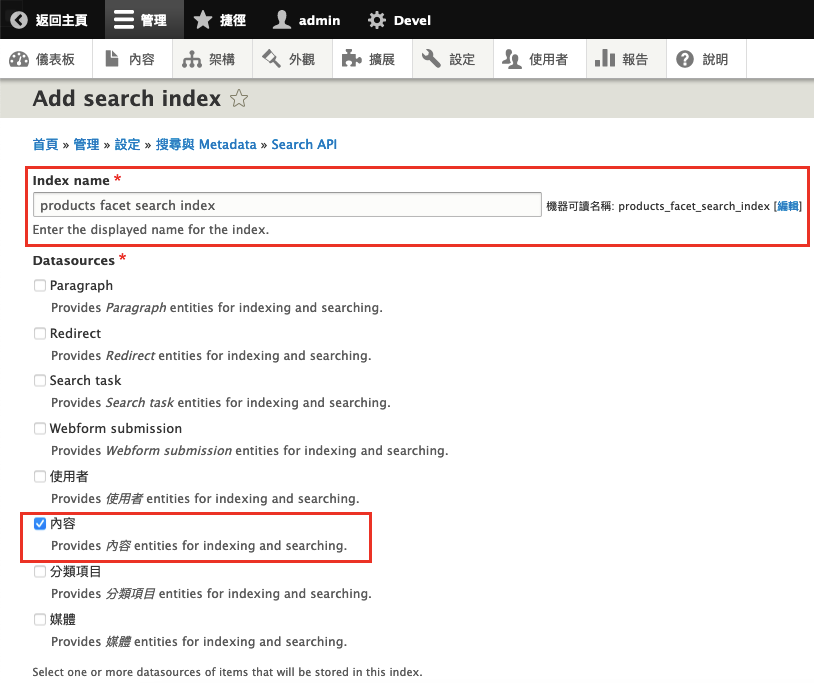 返回主頁 管理 捷徑 admin Devel
儀表板 內容 架構 外觀 擴展 設定 使用者 報告 說明
Add search index
首頁 » 管理 » 設定 » 搜尋與 Metadata » Search API
Index name *
products facet search index 機器可讀名稱: products_facet_search_index [編輯]
Enter the displayed name for the index.
Datasources *
Paragraph
Provides Paragraph entities for indexing and searching.
Redirect
Provides Redirect entities for indexing and searching.
Search task
Provides Search task entities for indexing and searching.
Webform submission
Provides Webform submission entities for indexing and searching.
使用者
Provides 使用者 entities for indexing and searching.
內容
Provides 內容 entities for indexing and searching.
分類項目
Provides 分類項目 entities for indexing and searching.
媒體
Provides 媒體 entities for indexing and searching.
Select one or more datasources of items that will be stored in this index.